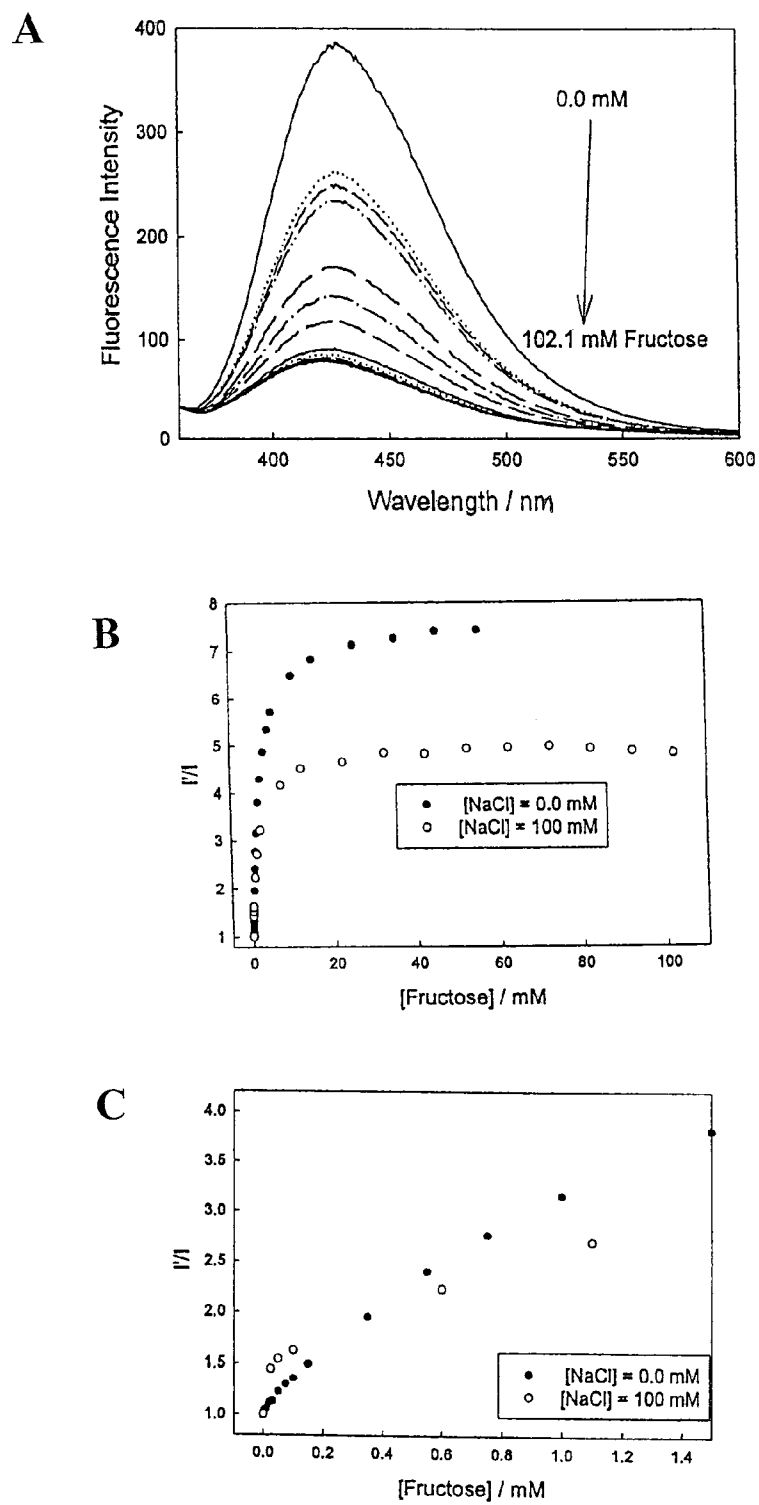 A
400
300
200
100
0
Fluorescence Intensity
0.0 mM
102.1 mM Fructose
400 450 500 550 600
Wavelength / nm
B
8
7
6
5
4
3
2
1
I'/I
[NaCl] = 0.0 mM
[NaCl] = 100 mM
0 20 40 60 80 100
[Fructose] / mM
C
4.0
3.5
3.0
2.5
2.0
1.5
1.0
I'/I
[NaCl] = 0.0 mM
[NaCl] = 100 mM
0.0 0.2 0.4 0.6 0.8 1.0 1.2 1.4
[Fructose] / mM